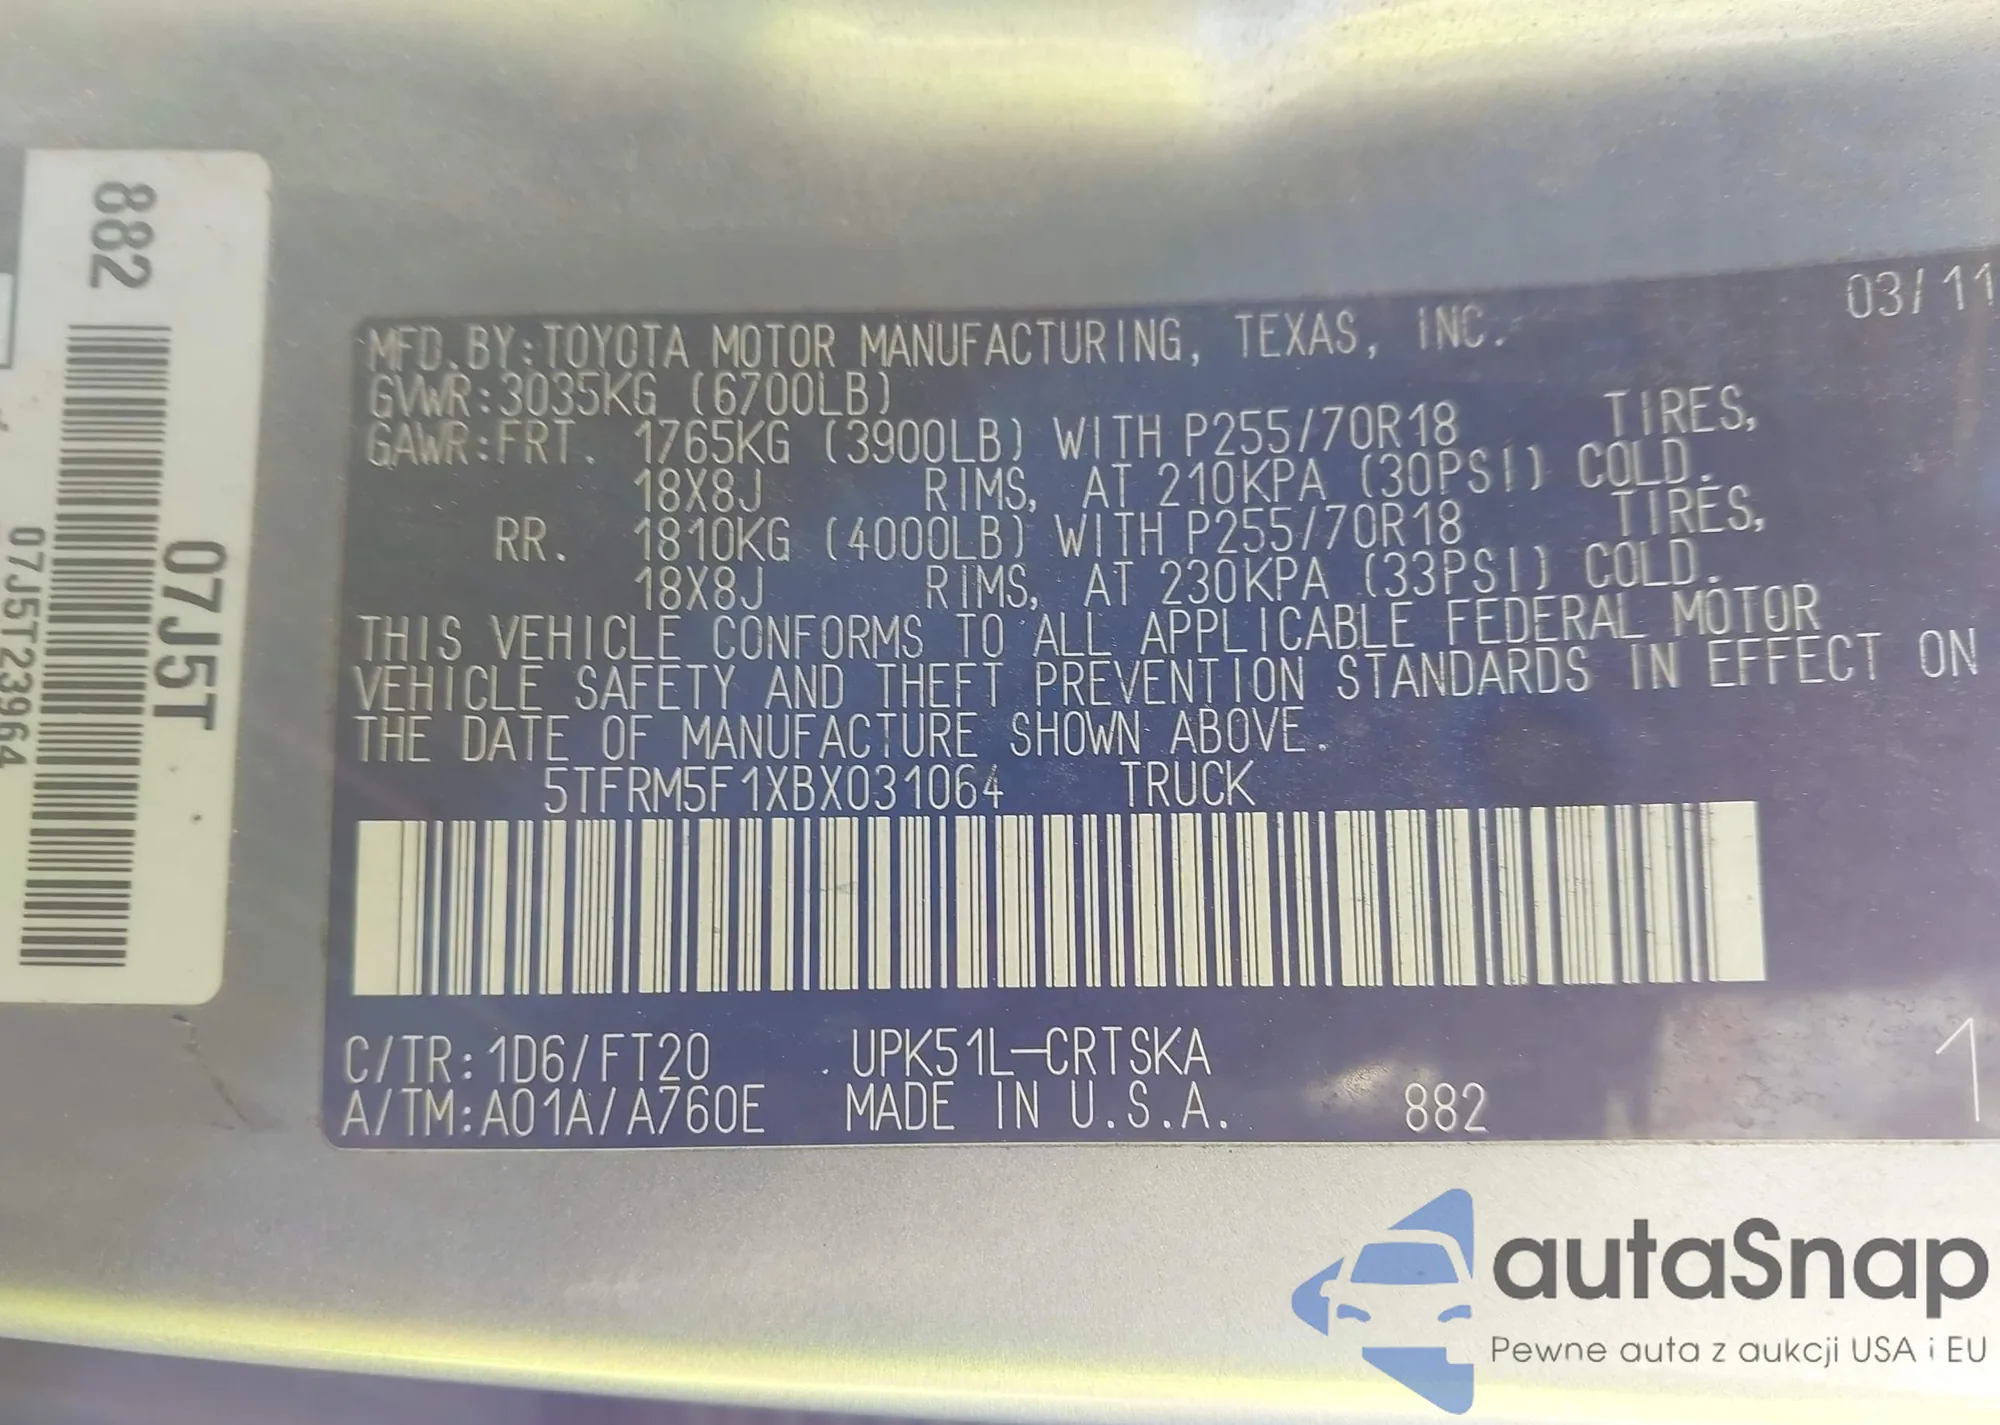 882
07J5T
07J5T23964
03/11
MFD.BY:TOYOTA MOTOR MANUFACTURING, TEXAS, INC.
GVWR:3035KG (6700LB)
GAWR:FRT. 1765KG (3900LB) WITH P255/70R18 TIRES,
18X8J RIMS, AT 210KPA (30PSI) COLD.
RR. 1810KG (4000LB) WITH P255/70R18 TIRES,
18X8J RIMS, AT 230KPA (33PSI) COLD.
THIS VEHICLE CONFORMS TO ALL APPLICABLE FEDERAL MOTOR
VEHICLE SAFETY AND THEFT PREVENTION STANDARDS IN EFFECT ON
THE DATE OF MANUFACTURE SHOWN ABOVE.
5TFRM5F1XBX031064 TRUCK
C/TR:1D6/FT20 UPK51L-CRTSKA
A/TM:A01A/A760E MADE IN U.S.A. 882
1
autaSnap
Pewne auta z aukcji USA i EU